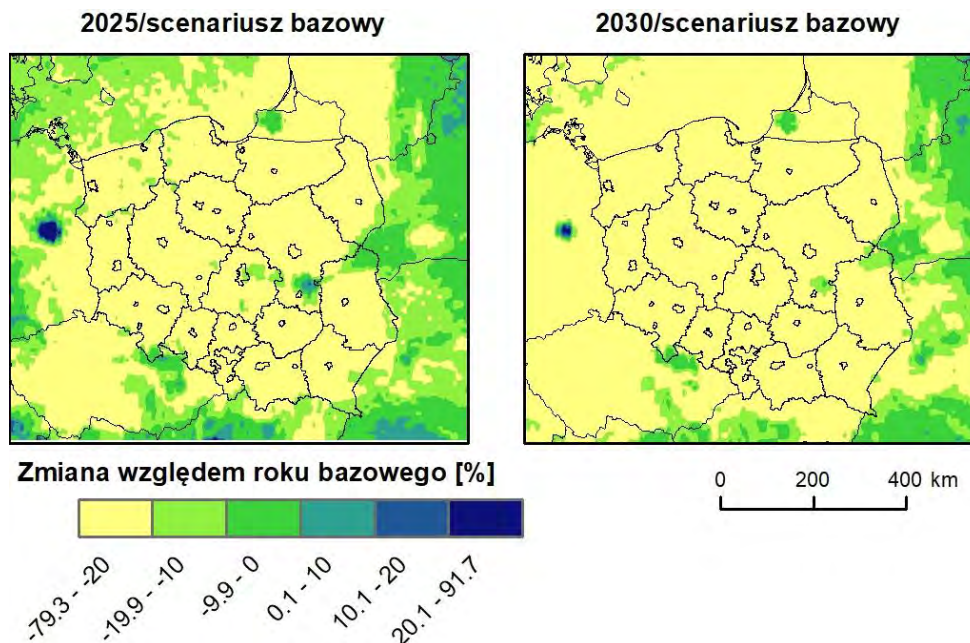 2025/scenariusz bazowy
2030/scenariusz bazowy
Zmiana względem roku bazowego [%]
0 200 400 km
-79.3 - -20
-19.9 - -10
-9.9 - 0
0.1 - 10
10.1 - 20
20.1 - 91.7